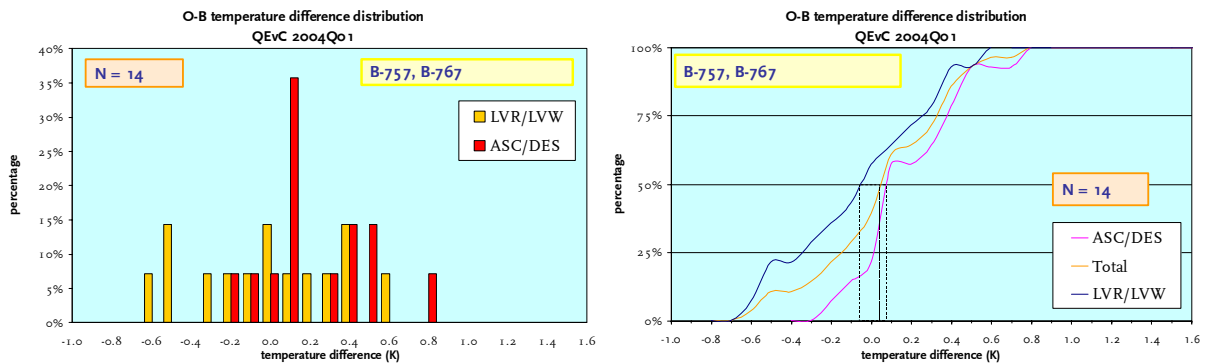 O-B temperature difference distribution
QEvC 2004Q01
40%
35%
30%
25%
20%
15%
10%
5%
0%
percentage
N = 14
B-757, B-767
LVR/LVW
ASC/DES
-1.0 -0.8 -0.6 -0.4 -0.2 0.0 0.2 0.4 0.6 0.8 1.0 1.2 1.4 1.6
temperature difference (K)
O-B temperature difference distribution
QEvC 2004Q01
100%
75%
50%
25%
0%
percentage
B-757, B-767
N = 14
ASC/DES
Total
LVR/LVW
-1.0 -0.8 -0.6 -0.4 -0.2 0.0 0.2 0.4 0.6 0.8 1.0 1.2 1.4 1.6
temperature difference (K)